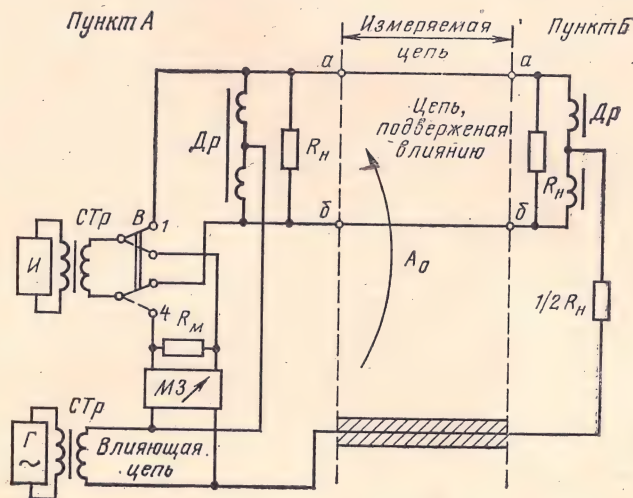 Пункт А
Измеряемая
цепь
Пункт Б
а
а
Цепь,
подверженая
влиянию
Др
Rн
Др
Rн
СТр
В
1
б
б
И
А0
1/2 Rн
4
Rм
МЗ
СТр
Г
~
Влияющая
цепь